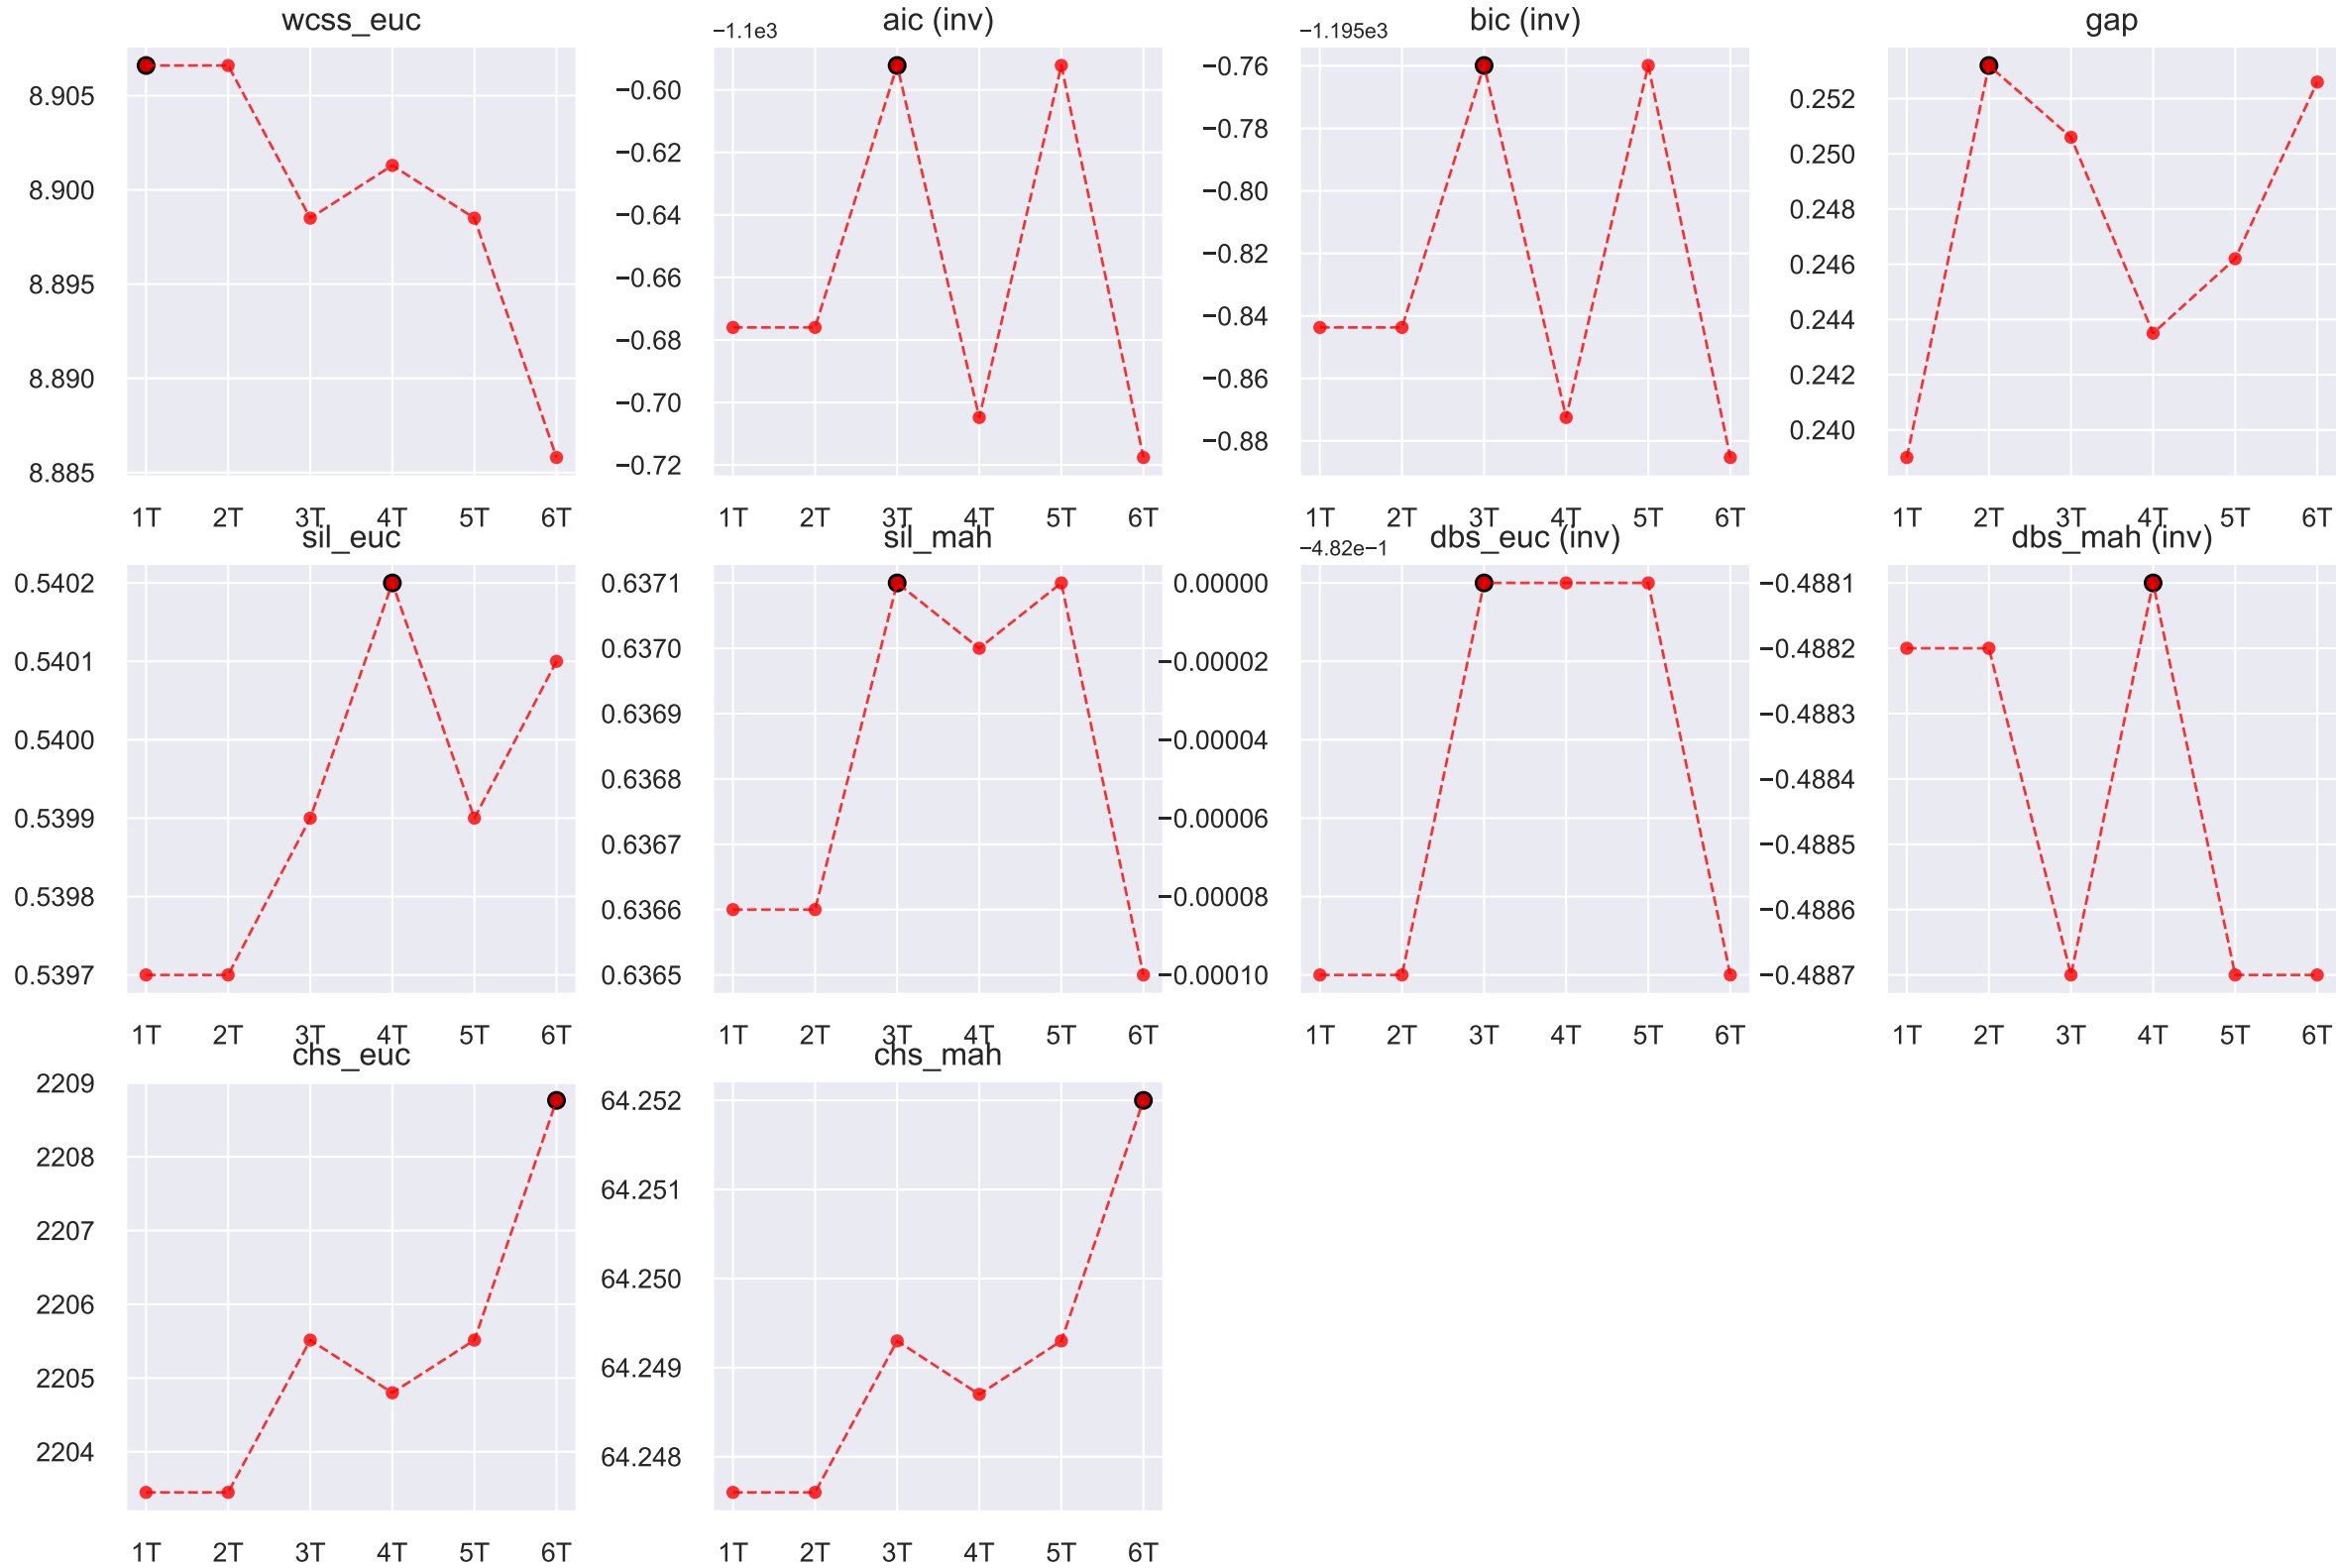 wcss_euc
8.905
8.900
8.895
8.890
8.885
1T 2T 3T 4T 5T 6T
aic (inv)
−1.1e3
−0.60
−0.62
−0.64
−0.66
−0.68
−0.70
−0.72
1T 2T 3T 4T 5T 6T
bic (inv)
−1.195e3
−0.76
−0.78
−0.80
−0.82
−0.84
−0.86
−0.88
1T 2T 3T 4T 5T 6T
gap
0.252
0.250
0.248
0.246
0.244
0.242
0.240
1T 2T 3T 4T 5T 6T
sil_euc
0.5402
0.5401
0.5400
0.5399
0.5398
0.5397
1T 2T 3T 4T 5T 6T
sil_mah
0.6371
0.6370
0.6369
0.6368
0.6367
0.6366
0.6365
1T 2T 3T 4T 5T 6T
dbs_euc (inv)
−4.82e−1
0.00000
−0.00002
−0.00004
−0.00006
−0.00008
−0.00010
1T 2T 3T 4T 5T 6T
dbs_mah (inv)
−0.4881
−0.4882
−0.4883
−0.4884
−0.4885
−0.4886
−0.4887
1T 2T 3T 4T 5T 6T
chs_euc
2209
2208
2207
2206
2205
2204
1T 2T 3T 4T 5T 6T
chs_mah
64.252
64.251
64.250
64.249
64.248
1T 2T 3T 4T 5T 6T